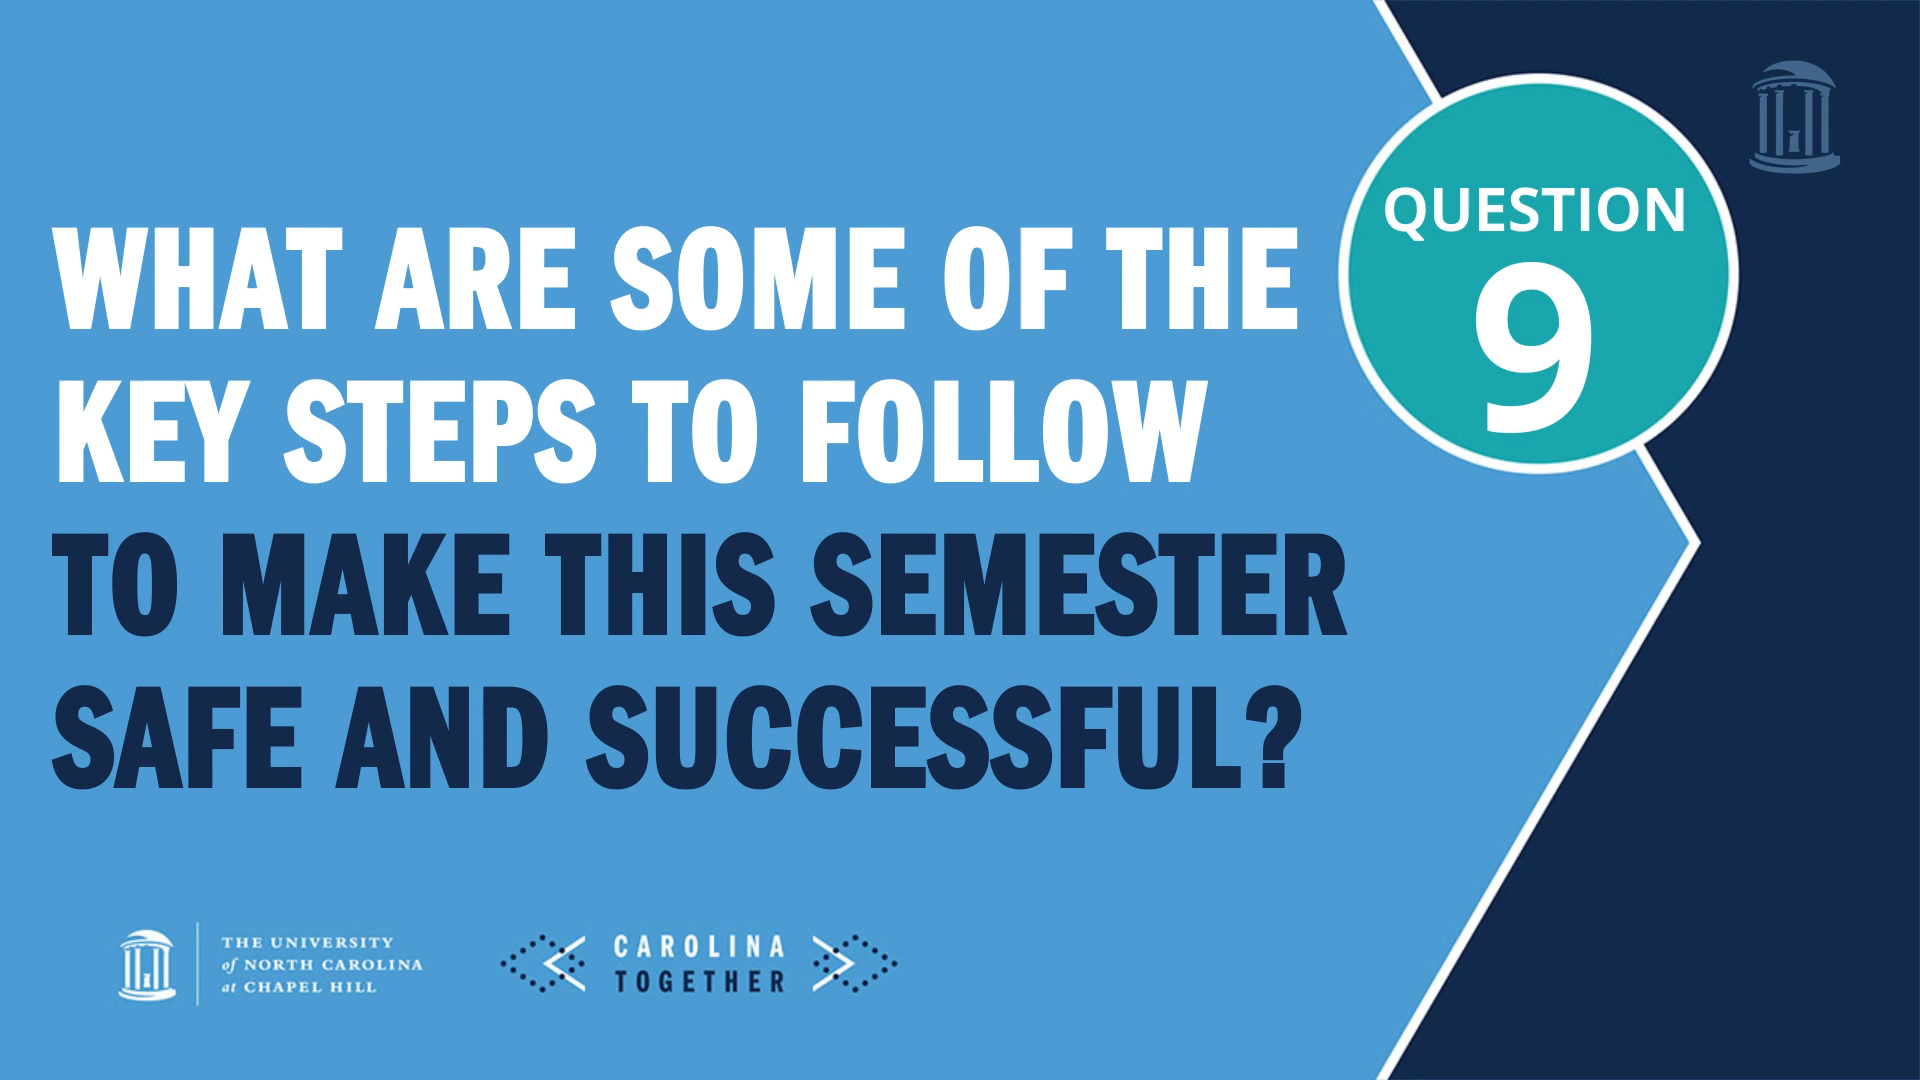 WHAT ARE SOME OF THE
KEY STEPS TO FOLLOW
TO MAKE THIS SEMESTER
SAFE AND SUCCESSFUL?
QUESTION
9
THE UNIVERSITY
of NORTH CAROLINA
at CHAPEL HILL
CAROLINA
TOGETHER